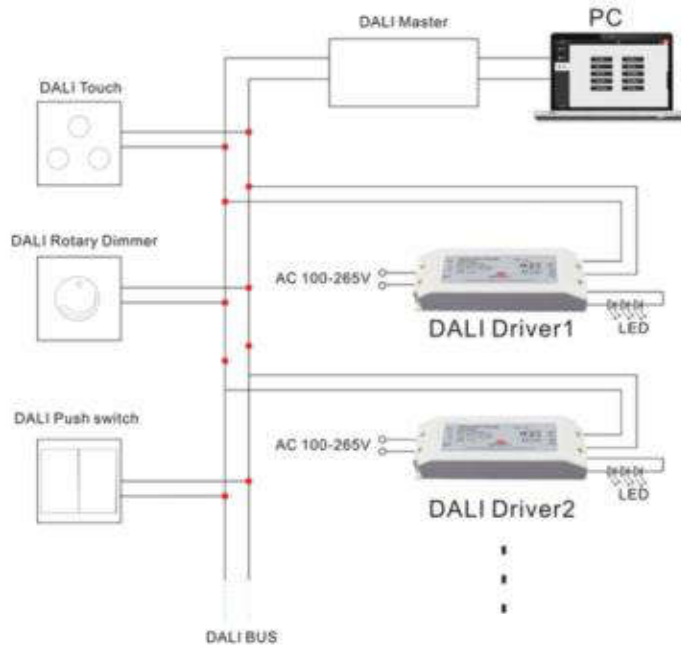 DALI Master
PC
DALI Touch
DALI Rotary Dimmer
AC 100-265V
LED
DALI Driver1
DALI Push switch
AC 100-265V
LED
DALI Driver2
DALI BUS